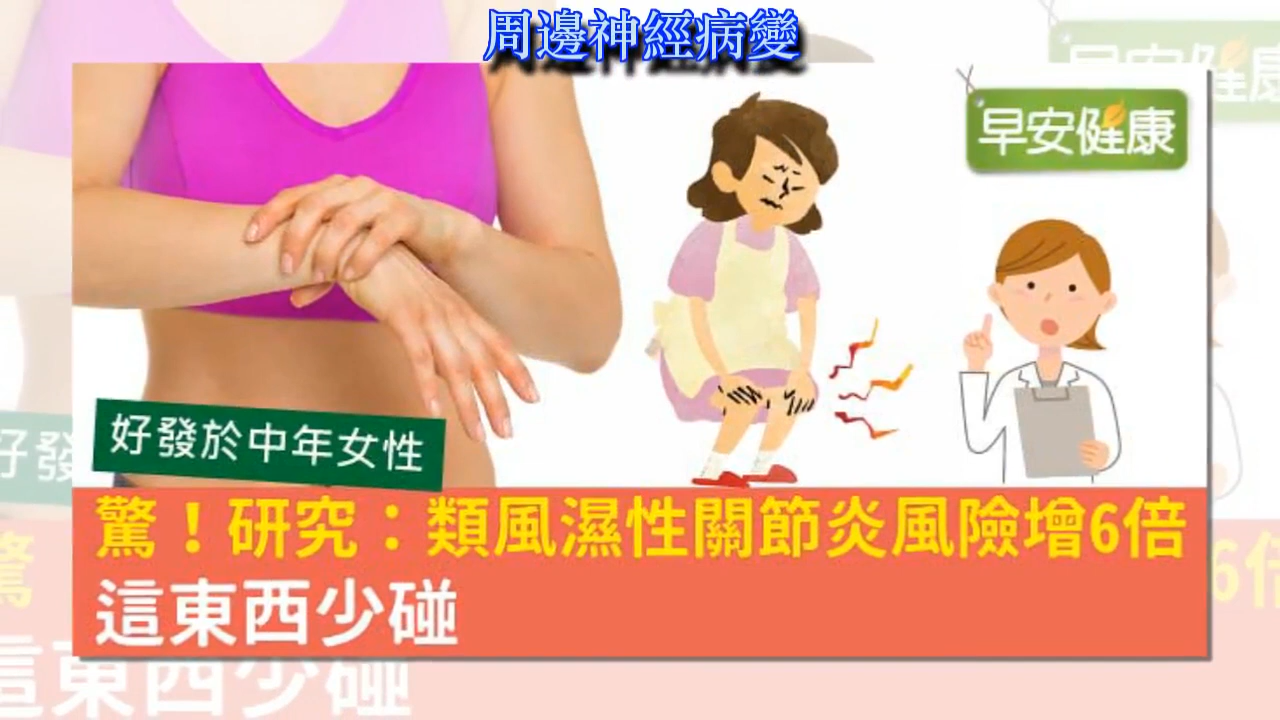 周邊神經病變
早安健康
好發於中年女性
驚！研究：類風濕性關節炎風險增6倍
這東西少碰